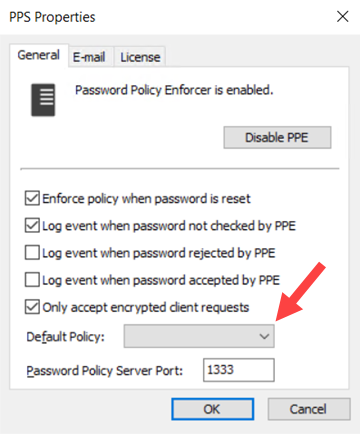 PPS Properties
General E-mail License
Password Policy Enforcer is enabled.
Disable PPE
Enforce policy when password is reset
Log event when password not checked by PPE
Log event when password rejected by PPE
Log event when password accepted by PPE
Only accept encrypted client requests
Default Policy:
Password Policy Server Port: 1333
OK Cancel